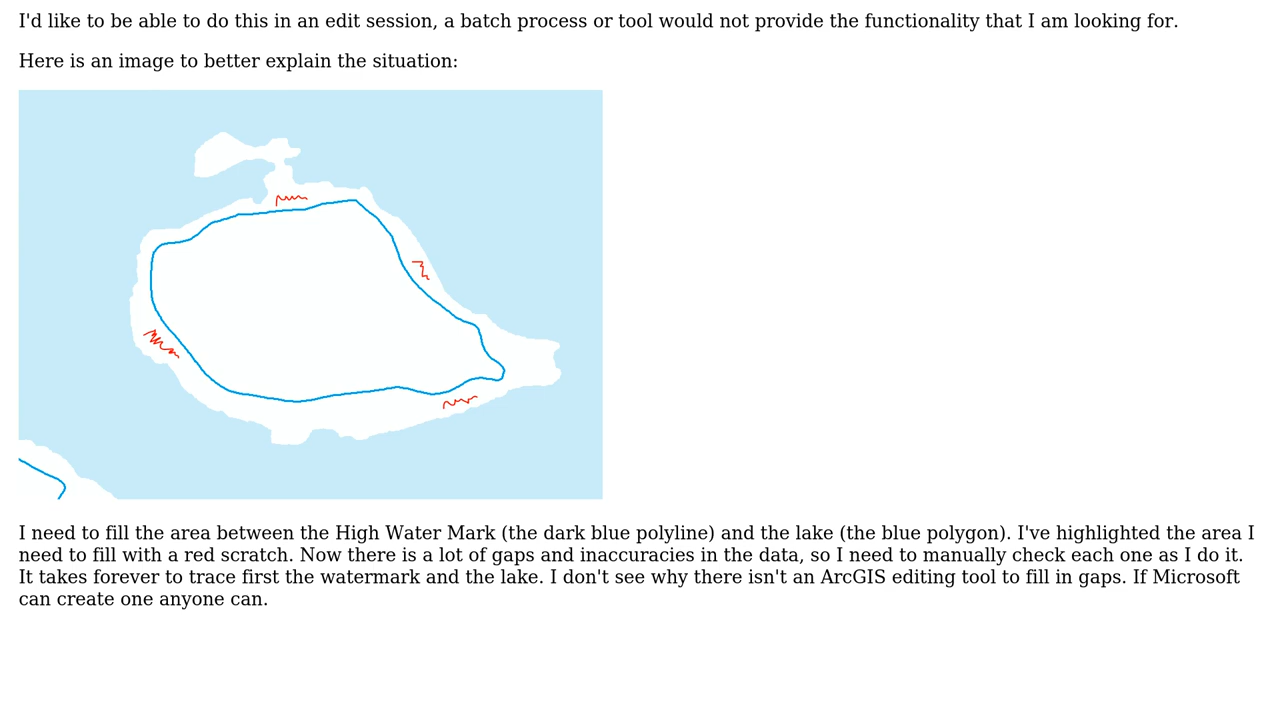 I'd like to be able to do this in an edit session, a batch process or tool would not provide the functionality that I am looking for.
Here is an image to better explain the situation:
I need to fill the area between the High Water Mark (the dark blue polyline) and the lake (the blue polygon). I've highlighted the area I
need to fill with a red scratch. Now there is a lot of gaps and inaccuracies in the data, so I need to manually check each one as I do it.
It takes forever to trace first the watermark and the lake. I don't see why there isn't an ArcGIS editing tool to fill in gaps. If Microsoft
can create one anyone can.